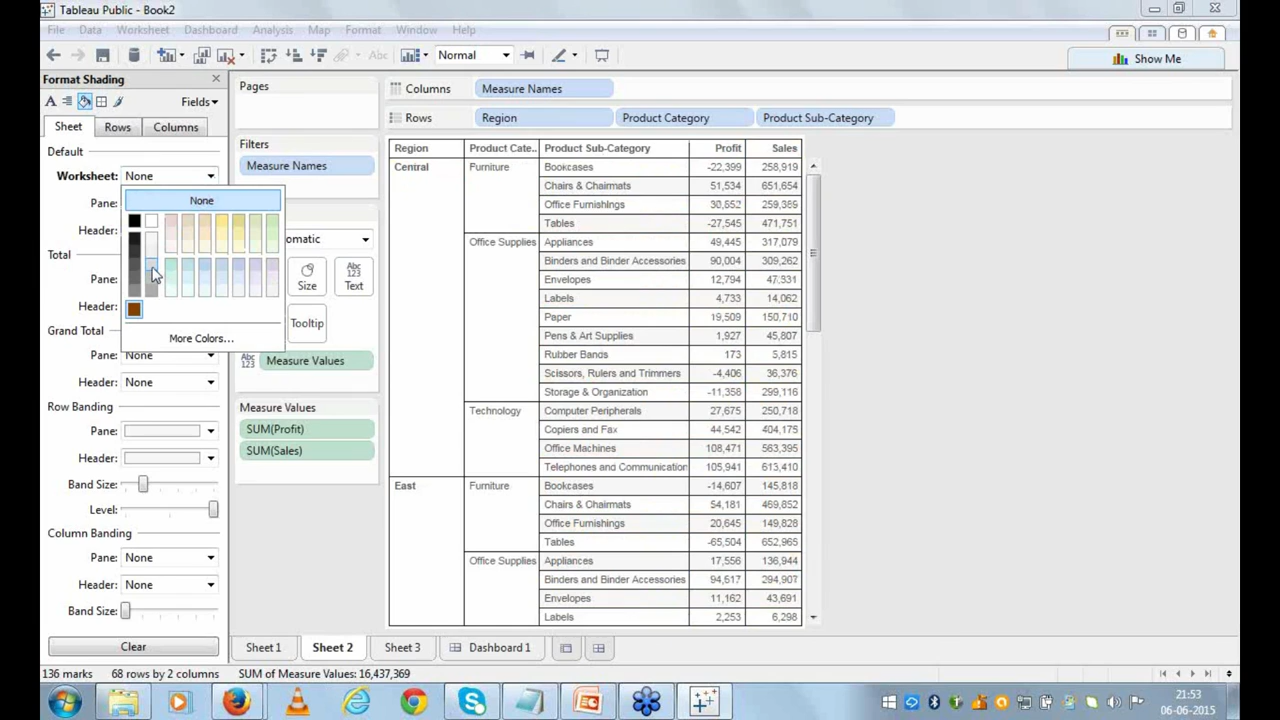 Tableau Public - Book2
File Data Worksheet Dashboard Analysis Map Format Window Help
Abc Normal Show Me
Format Shading
Fields
Sheet Rows Columns
Default
Worksheet: None
None
Pane:
Header:
Total
Pane:
Header:
More Colors...
Grand Total
Pane: None
Header: None
Row Banding
Pane:
Header:
Band Size:
Level:
Column Banding
Pane: None
Header: None
Band Size:
Clear
Pages
Filters
Measure Names
omatic
Size
Abc
123
Text
Tooltip
Abc
123
Measure Values
Measure Values
SUM(Profit)
SUM(Sales)
Columns Measure Names
Rows Region Product Category Product Sub-Category
Region Product Cate.. Product Sub-Category Profit Sales
Central Furniture Bookcases -22,399 258,919
Chairs & Chairmats 51,534 651,654
Office Furnishings 30,652 259,389
Tables -27,545 471,751
Office Supplies Appliances 49,445 317,079
Binders and Binder Accessories 90,004 309,262
Envelopes 12,794 47,331
Labels 4,733 14,062
Paper 19,509 150,710
Pens & Art Supplies 1,927 45,807
Rubber Bands 173 5,815
Scissors, Rulers and Trimmers -4,406 36,376
Storage & Organization -11,358 299,116
Technology Computer Peripherals 27,675 250,718
Copiers and Fax 44,542 404,175
Office Machines 108,471 563,395
Telephones and Communication 105,941 613,410
East Furniture Bookcases -14,607 145,818
Chairs & Chairmats 54,181 469,852
Office Furnishings 20,645 149,828
Tables -65,504 652,965
Office Supplies Appliances 17,556 136,944
Binders and Binder Accessories 94,617 294,907
Envelopes 11,162 43,691
Labels 2,253 6,298
Sheet 1 Sheet 2 Sheet 3 Dashboard 1
136 marks 68 rows by 2 columns SUM of Measure Values: 16,437,369
21:53
06-06-2015